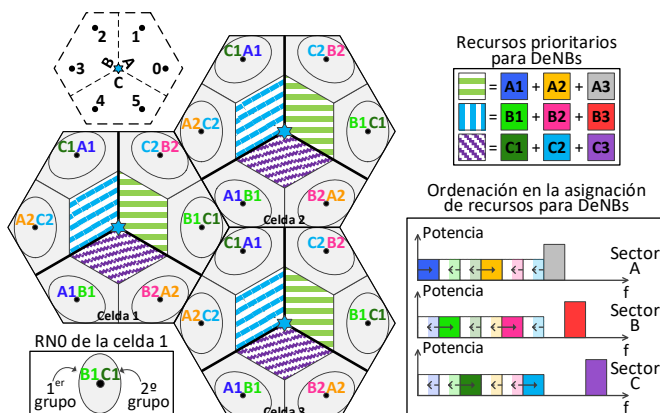 2 1
3 B A 0
C
4 5
C1A1 C2B2
A2C2 B1C1
A1B1 B2A2
Celda 2
C1A1 C2B2
A2C2 B1C1
A1B1 B2A2
Celda 1
C1A1 C2B2
A2C2 B1C1
A1B1 B2A2
Celda 3
RN0 de la celda 1
B1C1
1er grupo
2º grupo
Recursos prioritarios
para DeNBs
= A1 + A2 + A3
= B1 + B2 + B3
= C1 + C2 + C3
Ordenación en la asignación
de recursos para DeNBs
Potencia
Sector
A
f
Potencia
Sector
B
f
Potencia
Sector
C
f